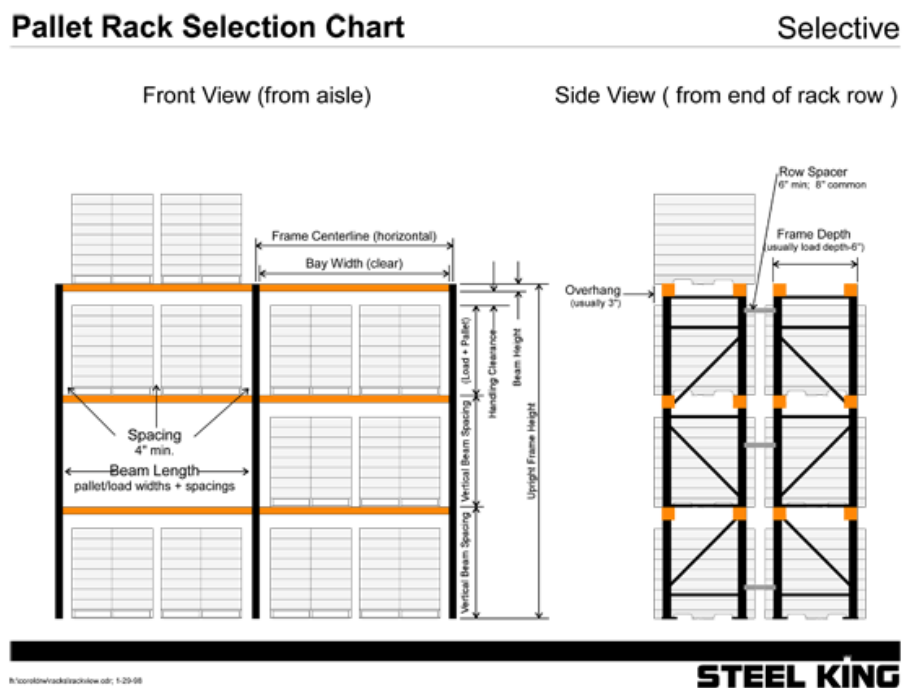 Pallet Rack Selection Chart
Selective
Front View (from aisle)
Side View ( from end of rack row )
Row Spacer
6" min; 8" common
Frame Centerline (horizontal)
Frame Depth
(usually load depth-6")
Bay Width (clear)
Overhang
(usually 3")
(Load + Pallet)
Handling Clearance
Beam Height
Spacing
4" min.
Vertical Beam Spacing
Upright Frame Height
Beam Length
pallet/load widths + spacings
Vertical Beam Spacing
STEEL KING